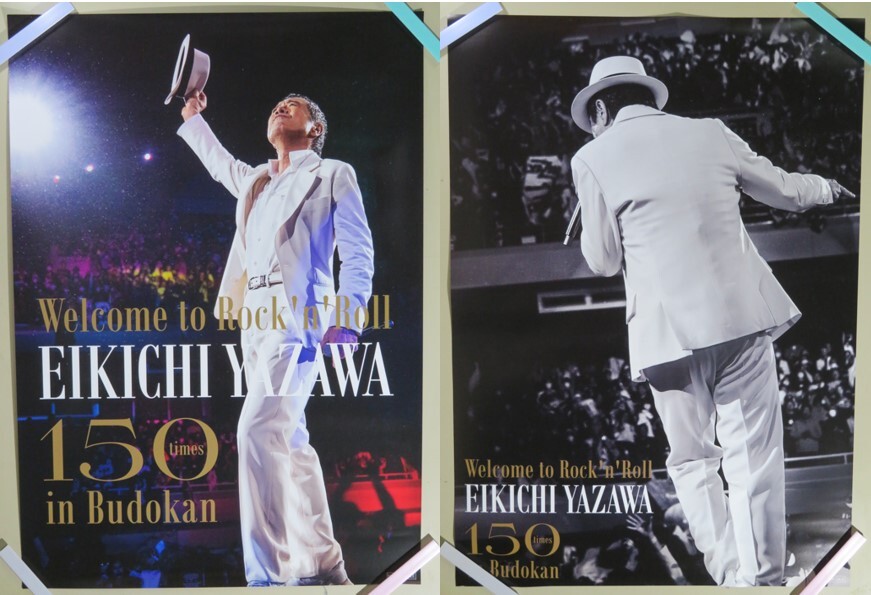 Welcome to Rock'n'Roll
EIKICHI YAZAWA
150 times
in Budokan
Welcome to Rock'n'Roll
EIKICHI YAZAWA
150 times
Budokan